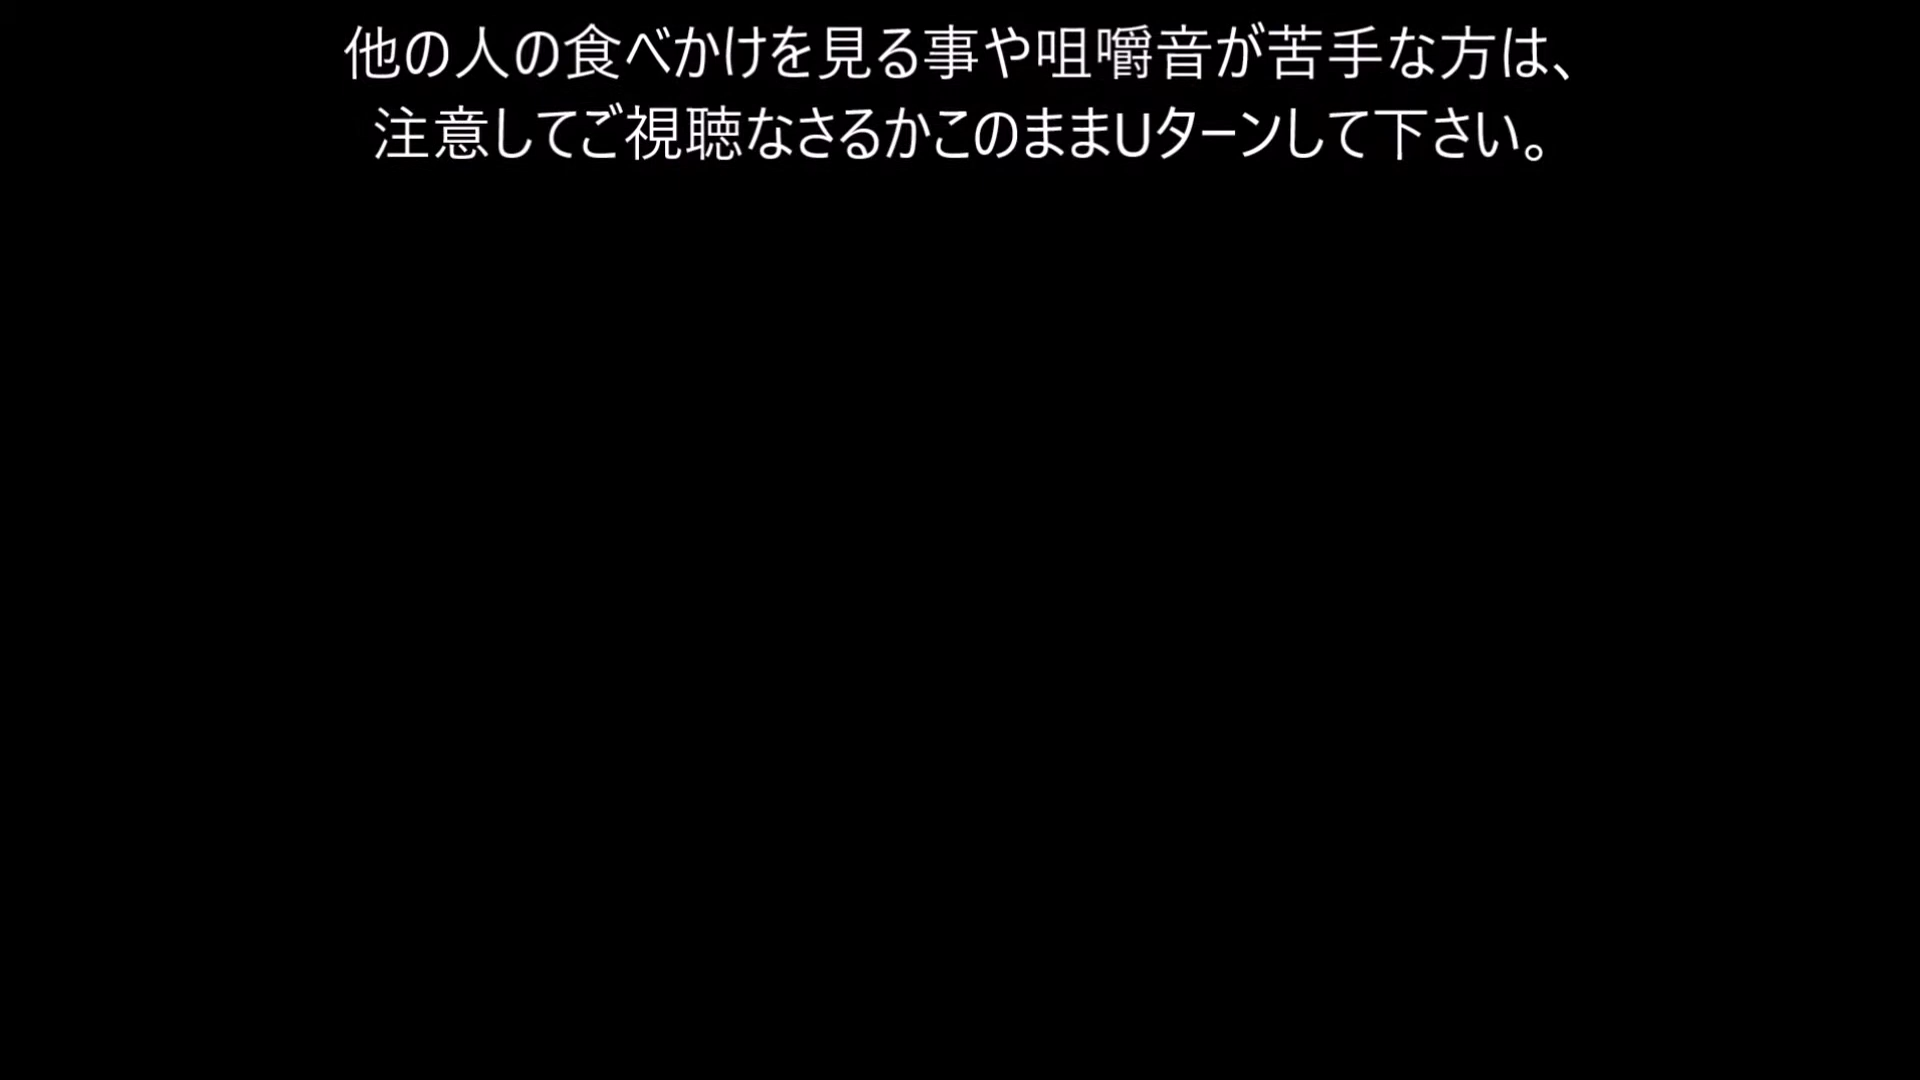 他の人の食べかけを見る事や咀嚼音が苦手な方は、
注意してご視聴なさるかこのままUターンして下さい。